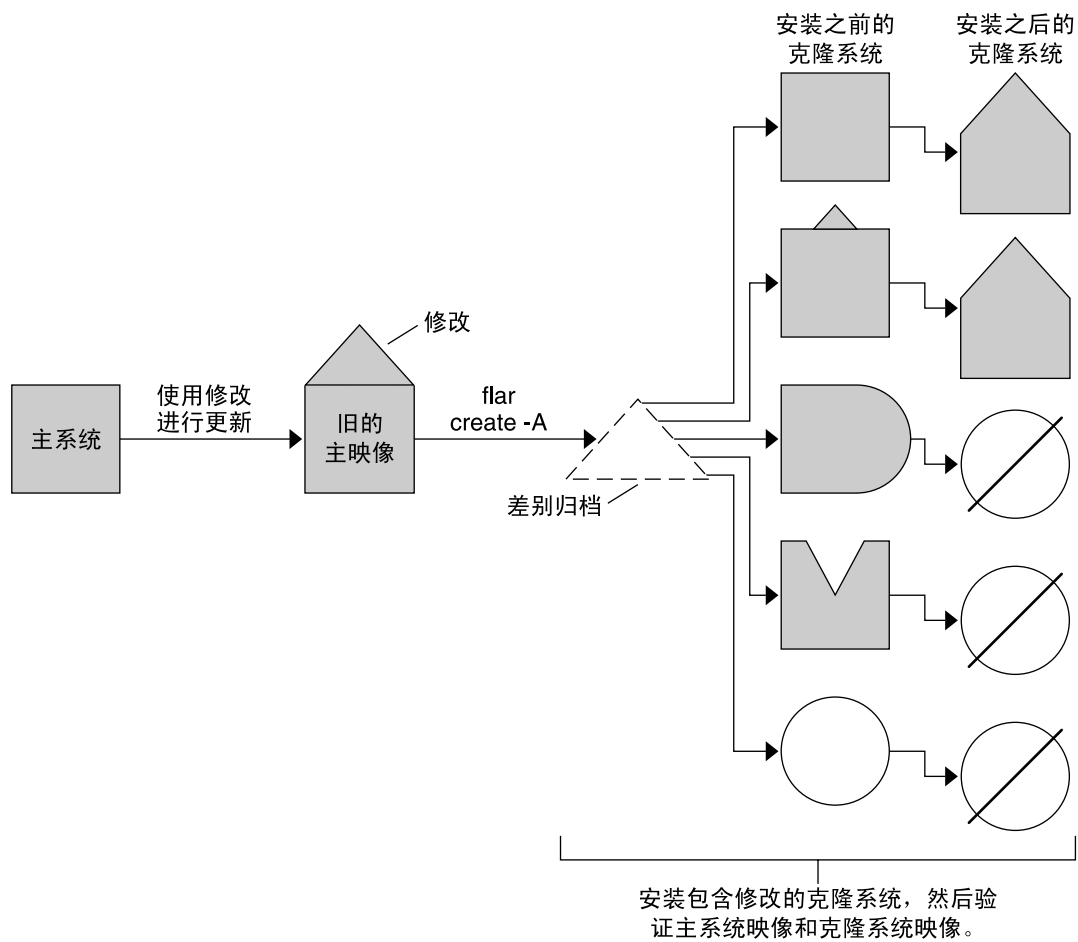 安装之前的
克隆系统
安装之后的
克隆系统
修改
主系统
使用修改
进行更新
旧的
主映像
flar
create -A
差别归档
安装包含修改的克隆系统，然后验
证主系统映像和克隆系统映像。